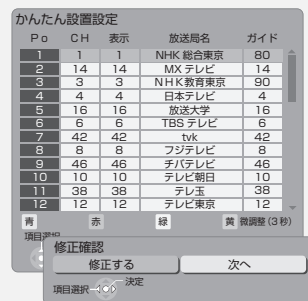 かんたん設置設定
Ｐｏ ＣＨ 表示 放送局名 ガイド
1 1 1 NHK 総合東京 80
2 14 14 MX テレビ 14
3 3 3 NHK教育東京 90
4 4 4 日本テレビ 4
5 16 16 放送大学 16
6 6 6 TBS テレビ 6
7 42 42 tvk 42
8 8 8 フジテレビ 8
9 46 46 チバテレビ 46
10 10 10 テレビ朝日 10
11 38 38 テレ玉 38
12 12 12 テレビ東京 12
青 赤 緑 黄 微調整(3秒)
項目選択
修正確認
修正する 次へ
項目選択 決定